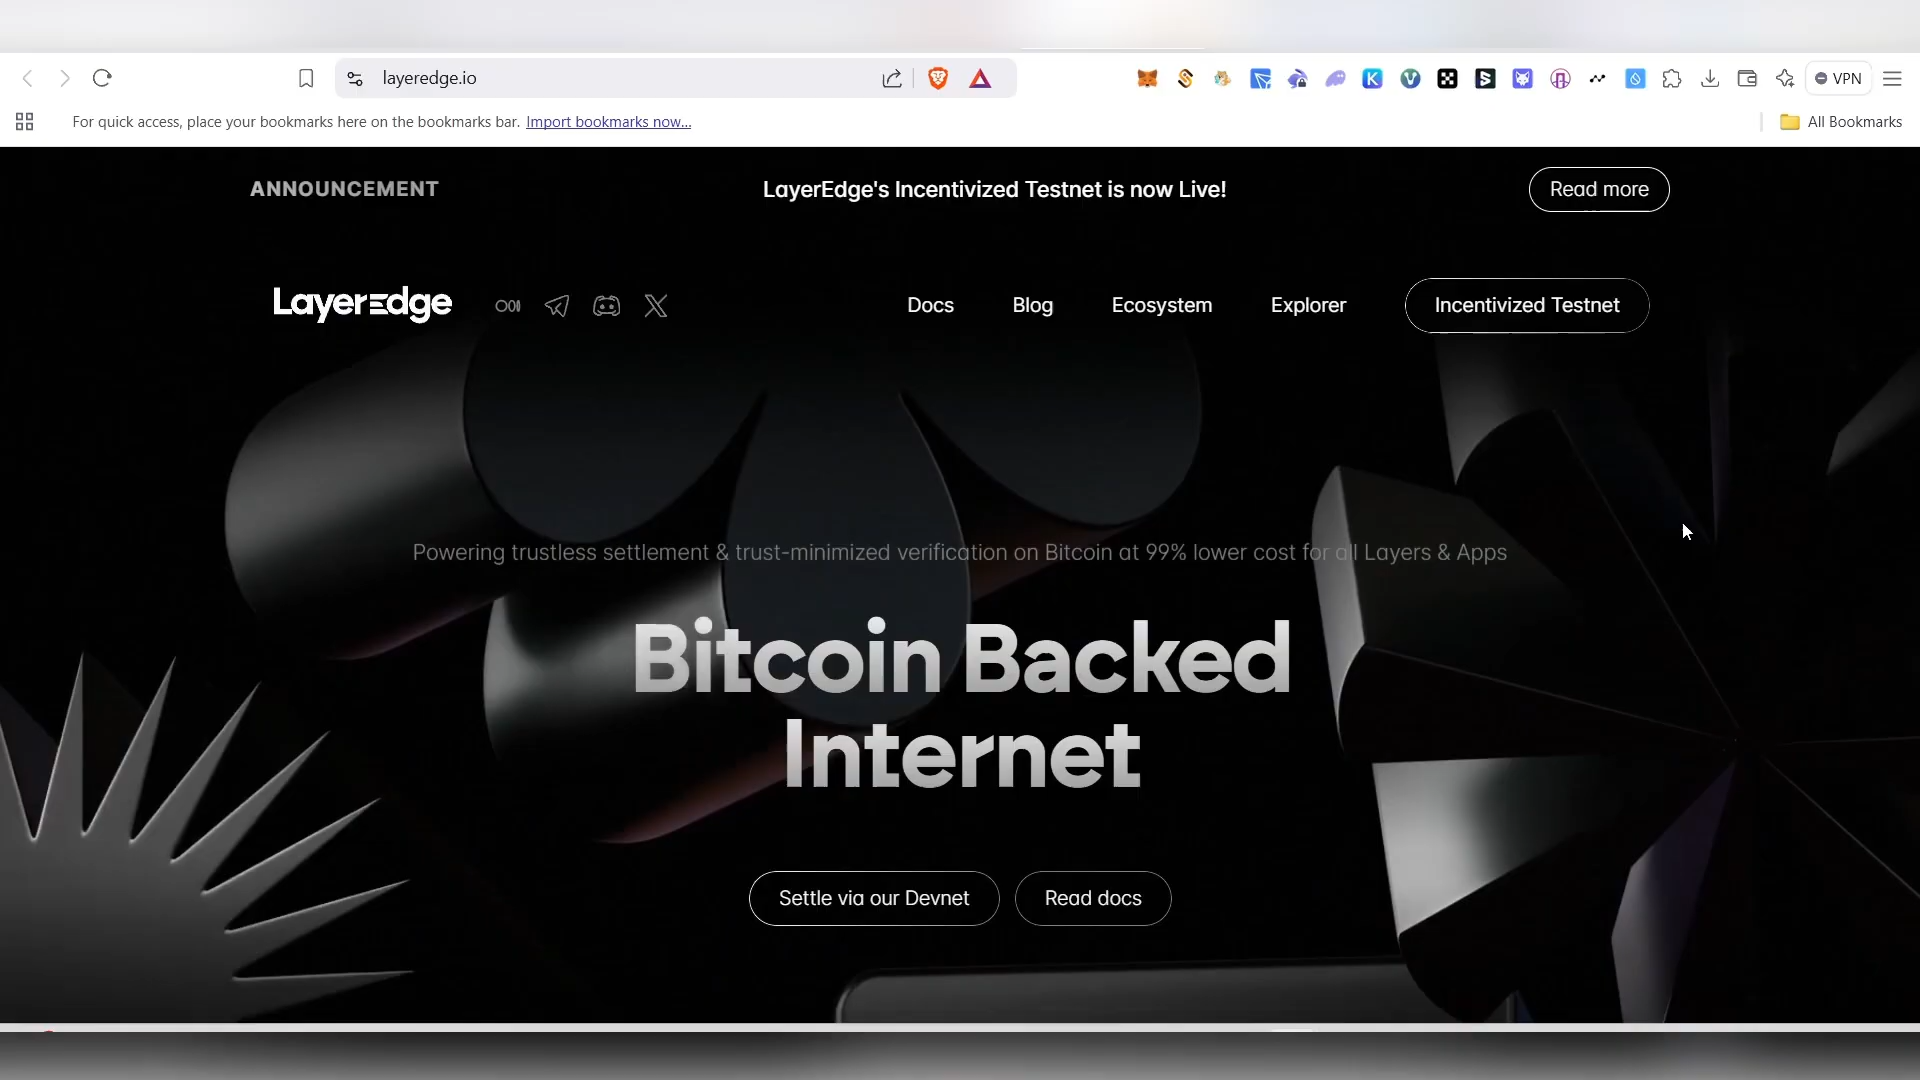 layeredge.io
VPN
For quick access, place your bookmarks here on the bookmarks bar. Import bookmarks now...
All Bookmarks
ANNOUNCEMENT
LayerEdge's Incentivized Testnet is now Live!
Read more
LayerEdge
Docs
Blog
Ecosystem
Explorer
Incentivized Testnet
Powering trustless settlement & trust-minimized verification on Bitcoin at 99% lower cost for all Layers & Apps
Bitcoin Backed
Internet
Settle via our Devnet
Read docs